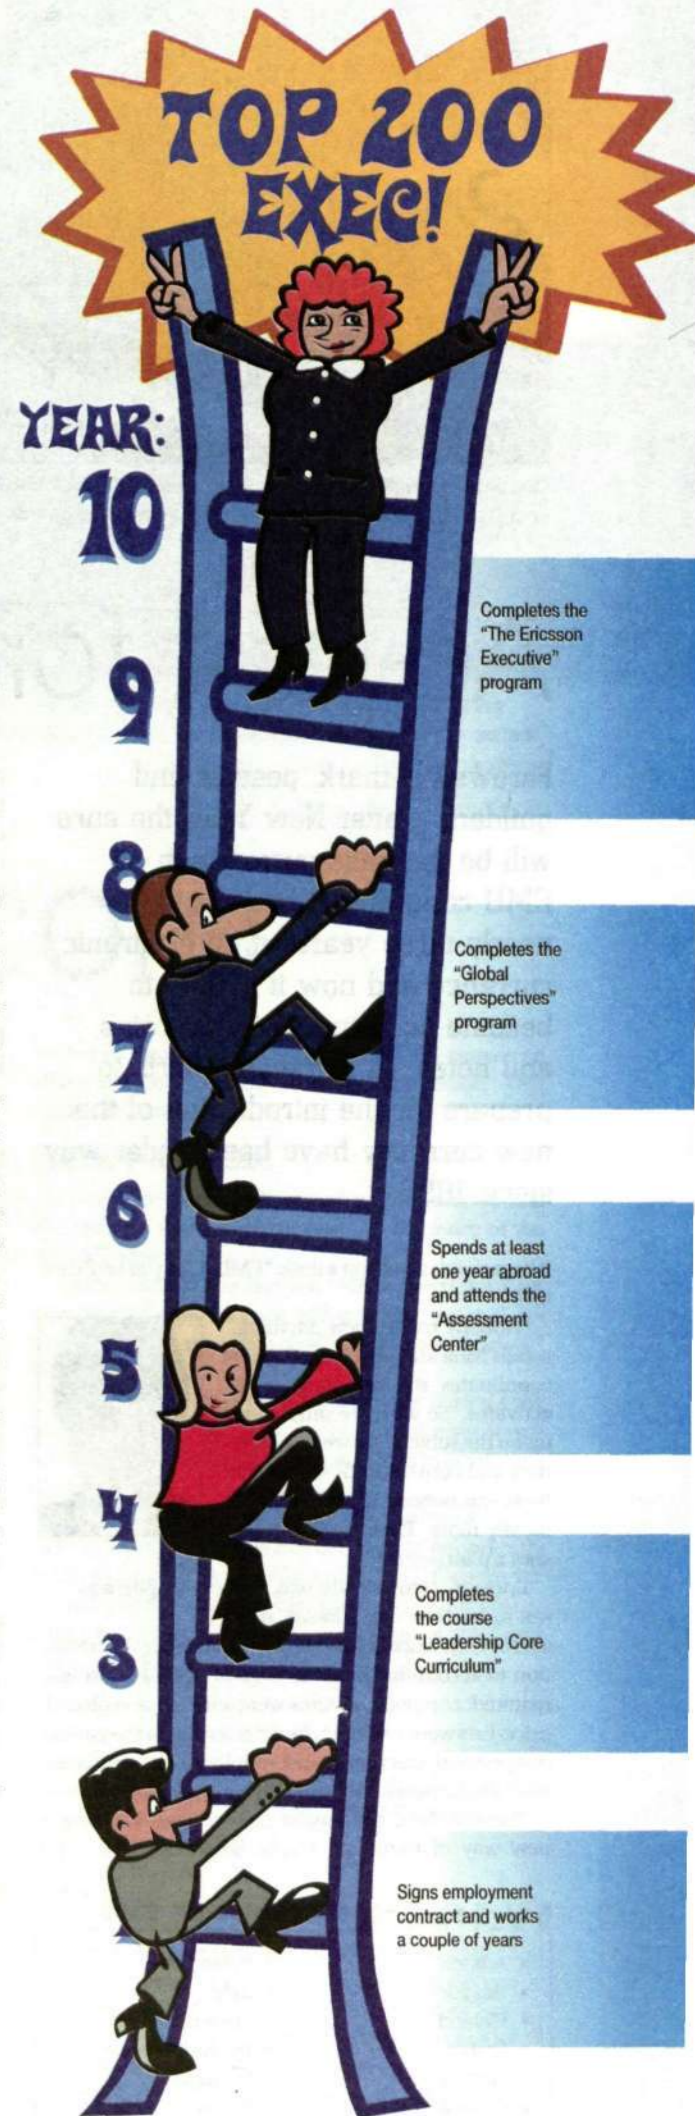 TOP 200
EXEC!
YEAR:
10
Completes the
“The Ericsson
Executive”
program
9
8
Completes the
“Global
Perspectives”
program
7
6
Spends at least
one year abroad
and attends the
“Assessment
Center”
5
4
Completes
the course
“Leadership Core
Curriculum”
3
Signs employment
contract and works
a couple of years